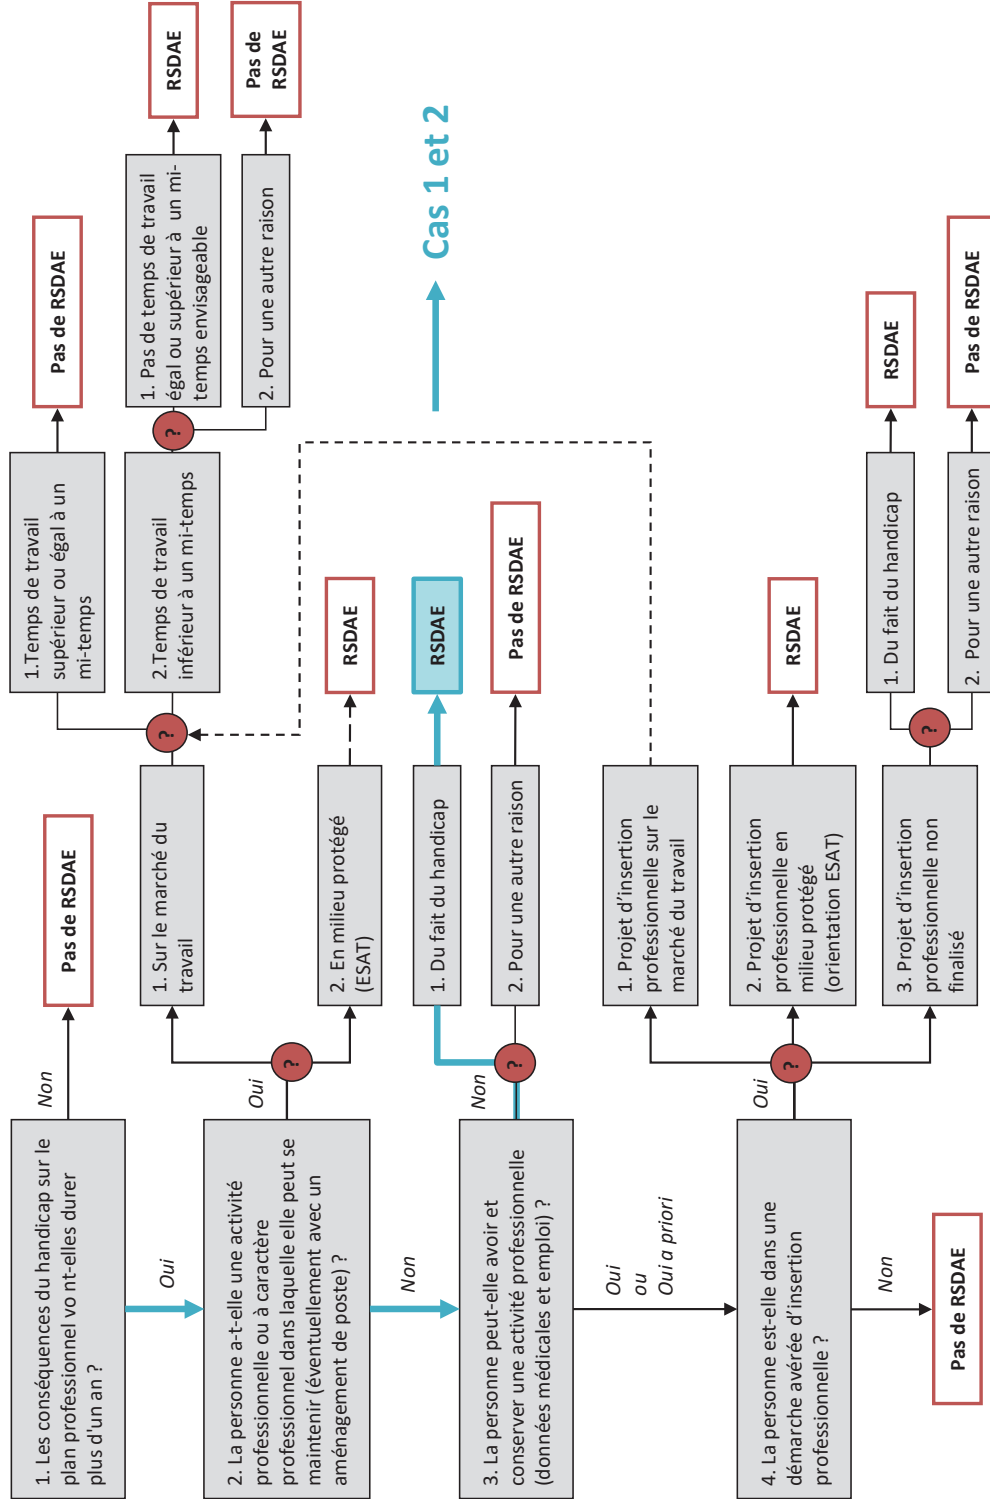 1. Les conséquences du handicap sur le
plan professionnel vo nt-elles durer
plus d'un an ?
Non
Pas de RSDAE
Oui
2. La personne a-t-elle une activité
professionnelle ou à caractère
professionnel dans laquelle elle peut se
maintenir (éventuellement avec un
aménagement de poste) ?
Oui
?
1. Sur le marché du
travail
?
1.Temps de travail
supérieur ou égal à un
mi-temps
Pas de RSDAE
2.Temps de travail
inférieur à un mi-temps
?
1. Pas de temps de travail
égal ou supérieur à un mi-
temps envisageable
RSDAE
2. Pour une autre raison
Pas de
RSDAE
2. En milieu protégé
(ESAT)
RSDAE
Non
3. La personne peut-elle avoir et
conserver une activité professionnelle
(données médicales et emploi) ?
Non
?
1. Du fait du handicap
RSDAE
Cas 1 et 2
2. Pour une autre raison
Pas de RSDAE
Oui
ou
Oui a priori
4. La personne est-elle dans une
démarche avérée d'insertion
professionnelle ?
Oui
?
1. Projet d'insertion
professionnelle sur le
marché du travail
2. Projet d'insertion
professionnelle en
milieu protégé
(orientation ESAT)
RSDAE
3. Projet d'insertion
professionnelle non
finalisé
?
1. Du fait du handicap
RSDAE
2. Pour une autre raison
Pas de RSDAE
Non
Pas de RSDAE